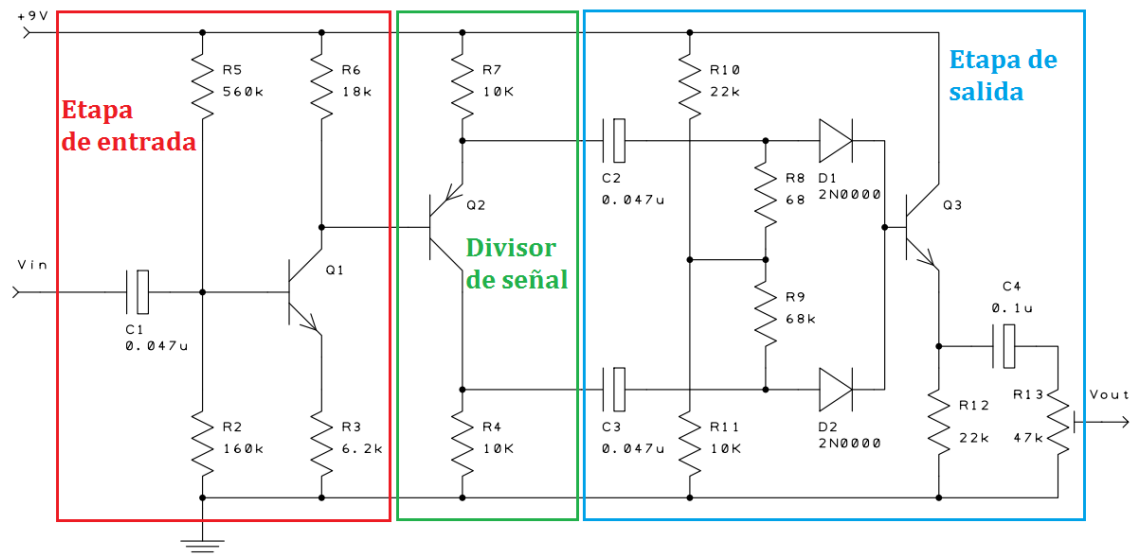 +9V
Etapa
de entrada
R5
560k
R6
18k
Vin
C1
0.047u
Q1
R2
160k
R3
6.2k
R7
10K
Q2
Divisor
de señal
R4
10K
Etapa de
salida
R10
22k
C2
0.047u
R8
68
D1
2N0000
Q3
R9
68k
C3
0.047u
R11
10K
D2
2N0000
C4
0.1u
R12
22k
R13
47k
Vout